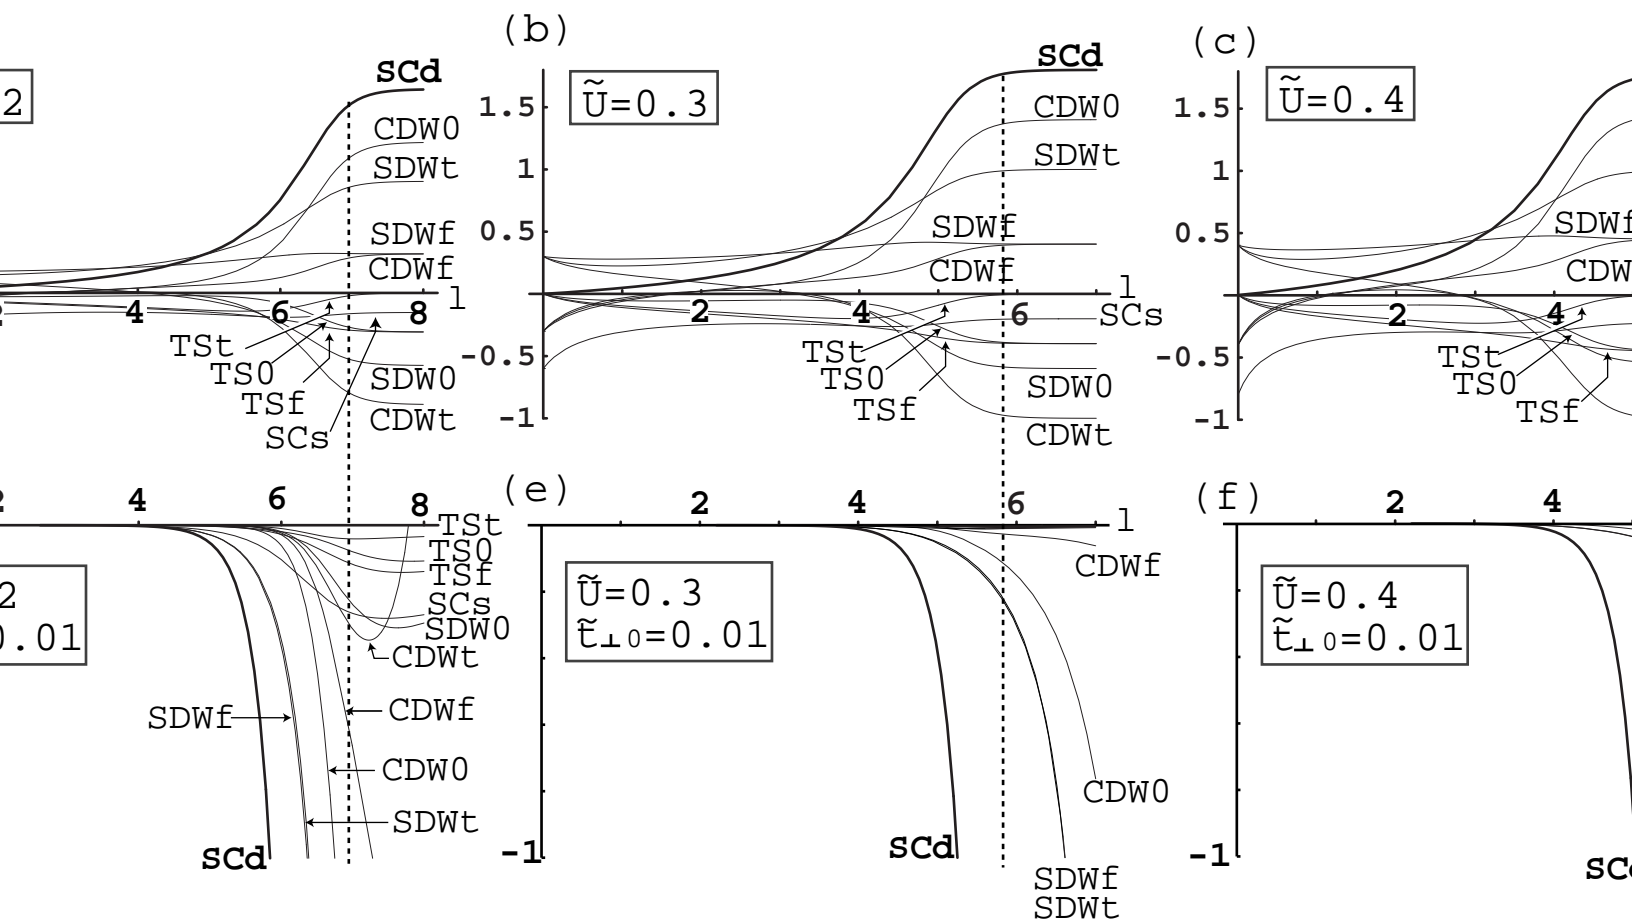 2
SCd
CDW0
SDWt
SDWf
CDWf
l
4
6
8
TSt
TS0
TSf
SCs
SDW0
CDWt
(b)
Ũ=0.3
SCd
1.5
CDW0
1
SDWt
0.5
SDWf
CDWf
l
2
4
6
SCs
-0.5
TSt
TS0
TSf
SDW0
-1
CDWt
(c)
Ũ=0.4
1.5
1
0.5
SDWf
CDW
2
4
-0.5
TSt
TS0
TSf
-1
4
6
8
TSt
TS0
TSf
SCs
SDW0
CDWt
2
0.01
SDWf
CDWf
CDW0
SDWt
SCd
(e)
2
4
6
l
CDWf
Ũ=0.3
t̃⊥0=0.01
CDW0
-1
SCd
SDWf
SDWt
(f)
2
4
Ũ=0.4
t̃⊥0=0.01
-1